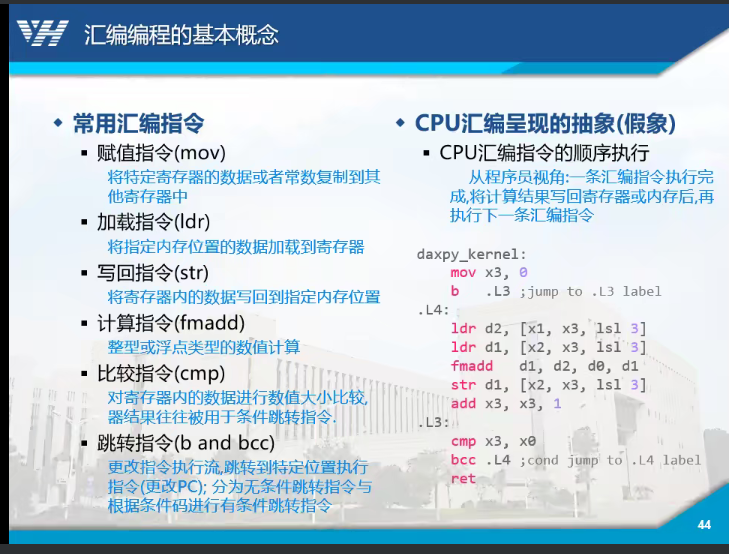 汇编编程的基本概念
常用汇编指令
赋值指令(mov)
将特定寄存器的数据或者常数复制到其
他寄存器中
加载指令(ldr)
将指定内存位置的数据加载到寄存器
写回指令(str)
将寄存器内的数据写回到指定内存位置
计算指令(fmadd)
整型或浮点类型的数值计算
比较指令(cmp)
对寄存器内的数据进行数值大小比较,
器结果往往被用于条件跳转指令.
跳转指令(b and bcc)
更改指令执行流,跳转到特定位置执行
指令(更改PC); 分为无条件跳转指令与
根据条件码进行有条件跳转指令
CPU汇编呈现的抽象(假象)
CPU汇编指令的顺序执行
从程序员视角:一条汇编指令执行完
成,将计算结果写回寄存器或内存后,再
执行下一条汇编指令
daxpy_kernel:
mov x3, 0
b .L3 ;jump to .L3 label
.L4:
ldr d2, [x1, x3, lsl 3]
ldr d1, [x2, x3, lsl 3]
fmadd d1, d2, d0, d1
str d1, [x2, x3, lsl 3]
add x3, x3, 1
.L3:
cmp x3, x0
bcc .L4 ;cond jump to .L4 label
ret
44